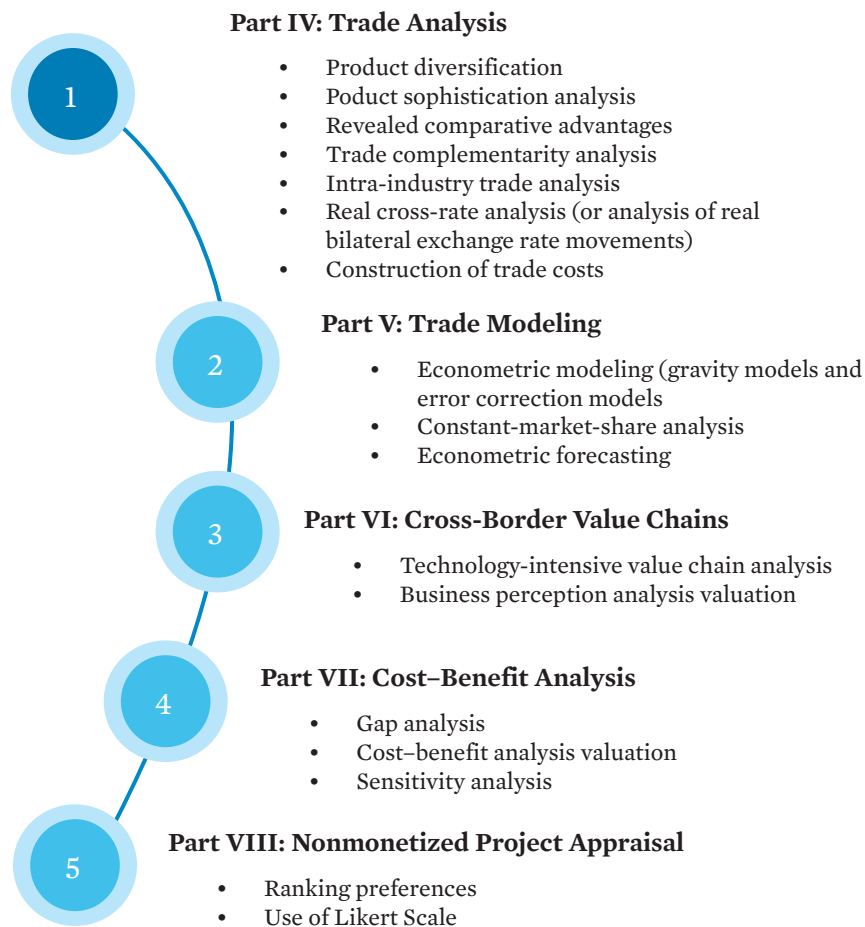 Part IV: Trade Analysis
1
• Product diversification
• Poduct sophistication analysis
• Revealed comparative advantages
• Trade complementarity analysis
• Intra-industry trade analysis
• Real cross-rate analysis (or analysis of real
bilateral exchange rate movements)
• Construction of trade costs
Part V: Trade Modeling
2
• Econometric modeling (gravity models and
error correction models
• Constant-market-share analysis
• Econometric forecasting
Part VI: Cross-Border Value Chains
3
• Technology-intensive value chain analysis
• Business perception analysis valuation
Part VII: Cost–Benefit Analysis
4
• Gap analysis
• Cost–benefit analysis valuation
• Sensitivity analysis
Part VIII: Nonmonetized Project Appraisal
5
• Ranking preferences
• Use of Likert Scale